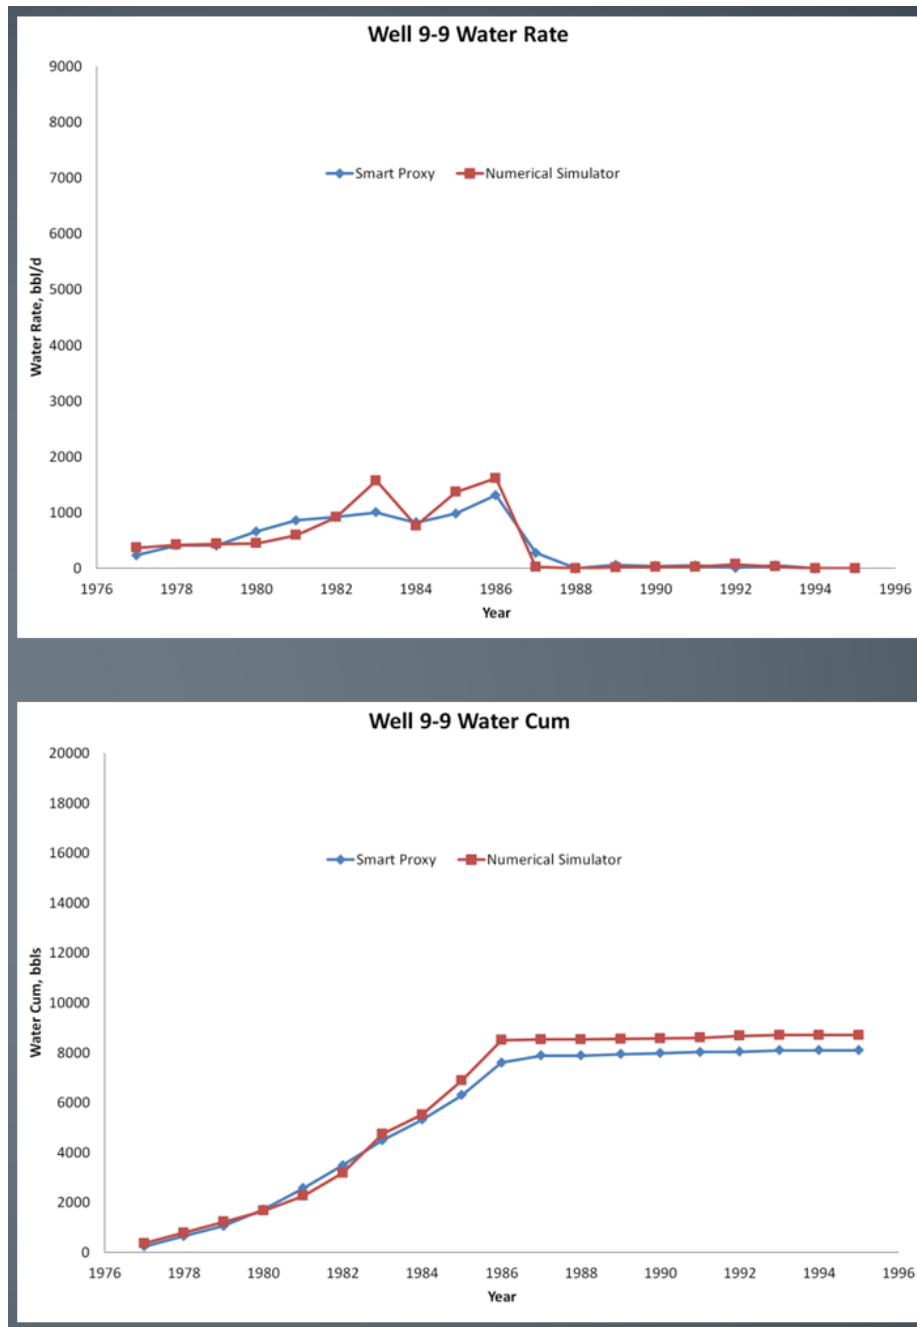 Well 9-9 Water Rate
9000
8000
7000
6000
5000
4000
3000
2000
1000
0
Water Rate, bbl/d
Smart Proxy Numerical Simulator
1976 1978 1980 1982 1984 1986 1988 1990 1992 1994 1996
Year
Well 9-9 Water Cum
20000
18000
16000
14000
12000
10000
8000
6000
4000
2000
0
Water Cum, bbls
Smart Proxy Numerical Simulator
1976 1978 1980 1982 1984 1986 1988 1990 1992 1994 1996
Year